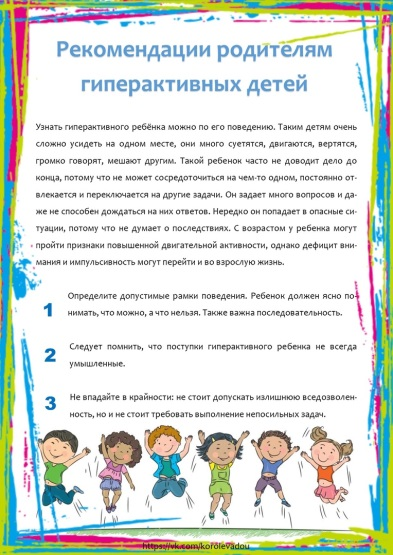 Рекомендации родителям
гиперактивных детей
Узнать гиперактивного ребёнка можно по его поведению. Таким детям очень
сложно усидеть на одном месте, они много суетятся, двигаются, вертятся,
громко говорят, мешают другим. Такой ребенок часто не доводит дело до
конца, потому что не может сосредоточиться на чем-то одном, постоянно от-
влекается и переключается на другие задачи. Он задает много вопросов и да-
же не способен дождаться на них ответов. Нередко он попадает в опасные си-
туации, потому что не думает о последствиях. С возрастом у ребенка могут
пройти признаки повышенной двигательной активности, однако дефицит вни-
мания и импульсивность могут перейти и во взрослую жизнь.
1 Определите допустимые рамки поведения. Ребенок должен ясно по-
нимать, что можно, а что нельзя. Также важна последовательность.
2 Следует помнить, что поступки гиперактивного ребенка не всегда
умышленные.
3 Не впадайте в крайности: не стоит допускать излишнюю вседозволен-
ность, но и не стоит требовать выполнение непосильных задач.
https://vk.com/korolevadou